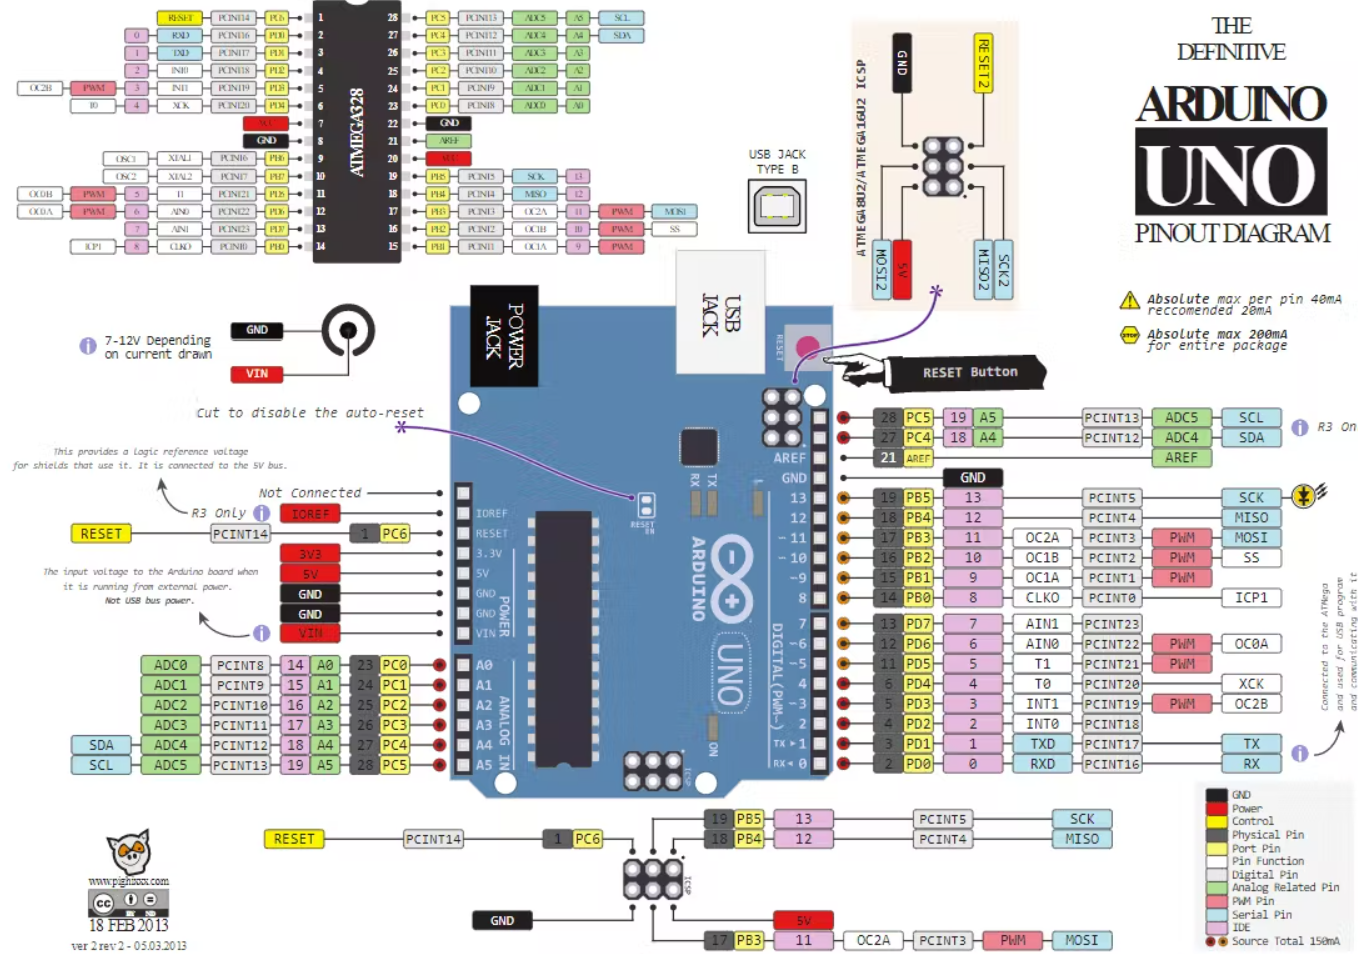 RESET PCINT14 PC6 1 28 PC5 PCINT13 ADC5 A5 SCL
0 RXD PCINT16 PD0 2 27 PC4 PCINT12 ADC4 A4 SDA
1 TXD PCINT17 PD1 3 26 PC3 PCINT11 ADC3 A3
2 INT0 PCINT18 PD2 4 25 PC2 PCINT10 ADC2 A2
OC2B PWM 3 INT1 PCINT19 PD3 5 24 PC1 PCINT9 ADC1 A1
T0 4 XCK PCINT20 PD4 6 23 PC0 PCINT8 ADC0 A0
VCC 7 22 GND
GND 8 21 AREF
OSC1 XTAL1 PCINT6 PB6 9 20 VCC
OSC2 XTAL2 PCINT7 PB7 10 19 PB5 PCINT5 SCK 13
OC0B PWM 5 T1 PCINT21 PD5 11 18 PB4 PCINT4 MISO 12
OC0A PWM 6 AIN0 PCINT22 PD6 12 17 PB3 PCINT3 OC2A 11 PWM MOSI
7 AIN1 PCINT23 PD7 13 16 PB2 PCINT2 OC1B 10 PWM SS
ICP1 8 CLKO PCINT0 PB0 14 15 PB1 PCINT1 OC1A 9 PWM
ATMEGA328
USB JACK
TYPE B
ATMEGA8U2//ATMEGA16U2 ICSP
GND
RESET2
MOSI2
5V
MISO2
SCK2
THE
DEFINITIVE
ARDUINO
UNO
PINOUT DIAGRAM
Absolute max per pin 40mA
reccomended 20mA
STOP
Absolute max 200mA
for entire package
7-12V Depending
on current drawn
GND
VIN
POWER
JACK
USB
JACK
RESET
RESET Button
Cut to disable the auto-reset
This provides a logic reference voltage
for shields that use it. It is connected to the 5V bus.
Not Connected
R3 Only i IOREF
RESET PCINT14 1 PC6
3V3
The input voltage to the Arduino board when
it is running from external power.
Not USB bus power.
5V
GND
GND
VIN
ADC0 PCINT8 14 A0 23 PC0
ADC1 PCINT9 15 A1 24 PC1
ADC2 PCINT10 16 A2 25 PC2
ADC3 PCINT11 17 A3 26 PC3
SDA ADC4 PCINT12 18 A4 27 PC4
SCL ADC5 PCINT13 19 A5 28 PC5
IOREF
RESET
3.3V
5V
GND
GND
VIN
POWER
A0
A1
A2
A3
A4
A5
ANALOG IN
RESET
EN
RX
TX
L
ARDUINO
UNO
ON
ICSP
DIGITAL (PWM~)
AREF
GND
13
12
~ 11
~ 10
~9
8
7
~6
~5
4
~3
2
TX ▸ 1
RX ◂ 0
28 PC5 19 A5 PCINT13 ADC5 SCL
27 PC4 18 A4 PCINT12 ADC4 SDA
i R3 On
21 AREF AREF
GND
19 PB5 13 PCINT5 SCK
18 PB4 12 PCINT4 MISO
17 PB3 11 OC2A PCINT3 PWM MOSI
16 PB2 10 OC1B PCINT2 PWM SS
15 PB1 9 OC1A PCINT1 PWM
14 PB0 8 CLKO PCINT0 ICP1
13 PD7 7 AIN1 PCINT23
12 PD6 6 AIN0 PCINT22 PWM OC0A
11 PD5 5 T1 PCINT21 PWM
6 PD4 4 T0 PCINT20 XCK
5 PD3 3 INT1 PCINT19 PWM OC2B
4 PD2 2 INT0 PCINT18
3 PD1 1 TXD PCINT17 TX
2 PD0 0 RXD PCINT16 RX
Connected to the ATMega
and used for USB program
and communicating with it
RESET PCINT14 1 PC6
19 PB5 13 PCINT5 SCK
18 PB4 12 PCINT4 MISO
ICSP
GND
5V
17 PB3 11 OC2A PCINT3 PWM MOSI
www.pighixxx.com
cc
BY ND
18 FEB 2013
ver 2 rev 2 - 05.03.2013
GND
Power
Control
Physical Pin
Port Pin
Pin Function
Digital Pin
Analog Related Pin
PWM Pin
Serial Pin
IDE
Source Total 150mA